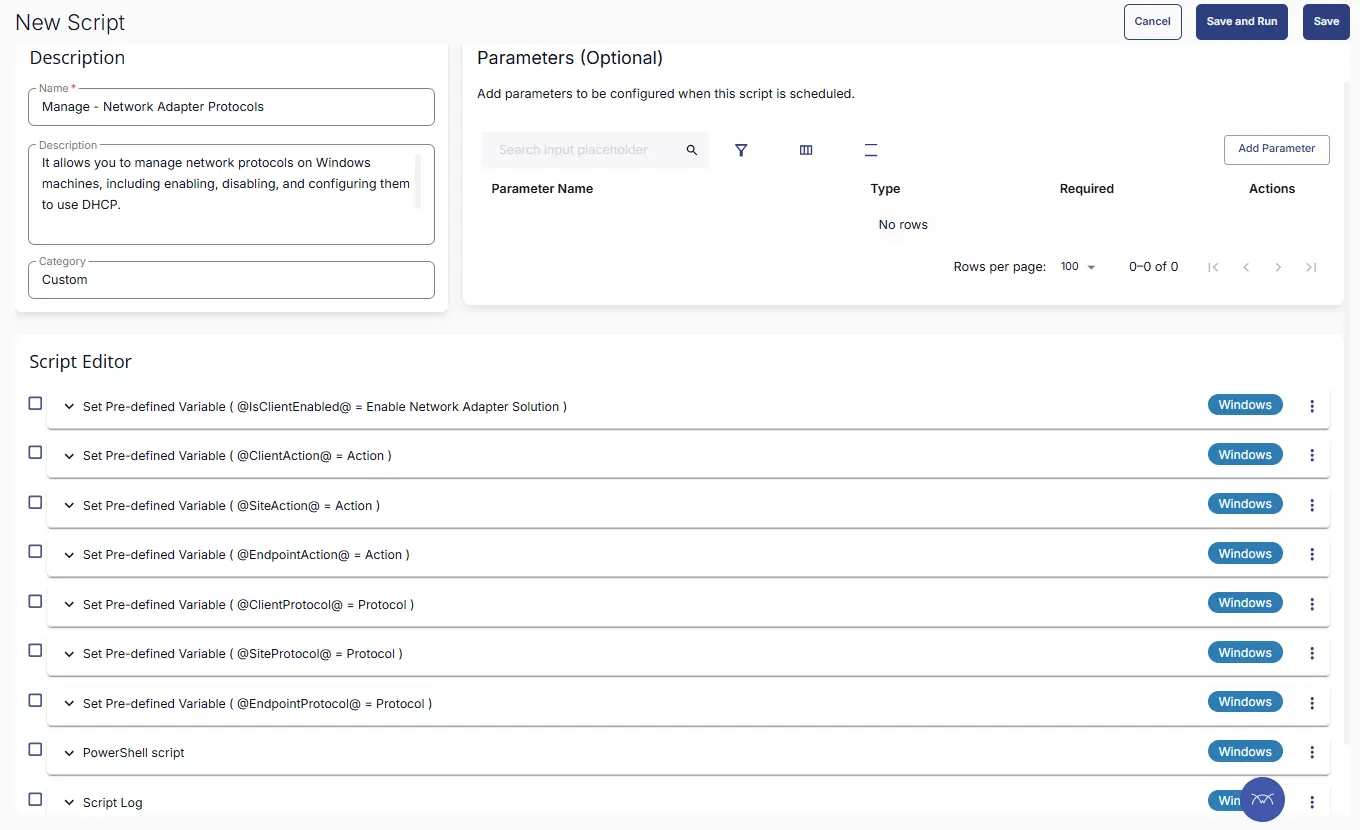 New Script
Cancel
Save and Run
Save
Description
Name *
Manage - Network Adapter Protocols
Description
It allows you to manage network protocols on Windows
machines, including enabling, disabling, and configuring them
to use DHCP.
Category
Custom
Parameters (Optional)
Add parameters to be configured when this script is scheduled.
Search input placeholder
Add Parameter
Parameter Name Type Required Actions
No rows
Rows per page: 100 0–0 of 0
Script Editor
Set Pre-defined Variable ( @IsClientEnabled@ = Enable Network Adapter Solution ) Windows
Set Pre-defined Variable ( @ClientAction@ = Action ) Windows
Set Pre-defined Variable ( @SiteAction@ = Action ) Windows
Set Pre-defined Variable ( @EndpointAction@ = Action ) Windows
Set Pre-defined Variable ( @ClientProtocol@ = Protocol ) Windows
Set Pre-defined Variable ( @SiteProtocol@ = Protocol ) Windows
Set Pre-defined Variable ( @EndpointProtocol@ = Protocol ) Windows
PowerShell script Windows
Script Log Win